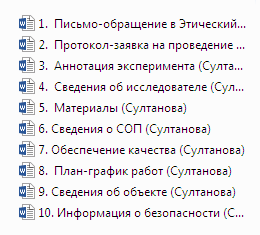 1. Письмо-обращение в Этический...
2. Протокол-заявка на проведение ...
3. Аннотация эксперимента (Султа...
4. Сведения об исследователе (Сул...
5. Материалы (Султанова)
6. Сведения о СОП (Султанова)
7. Обеспечение качества (Султанова)
8. План-график работ (Султанова)
9. Сведения об объекте (Султанова)
10. Информация о безопасности (С...